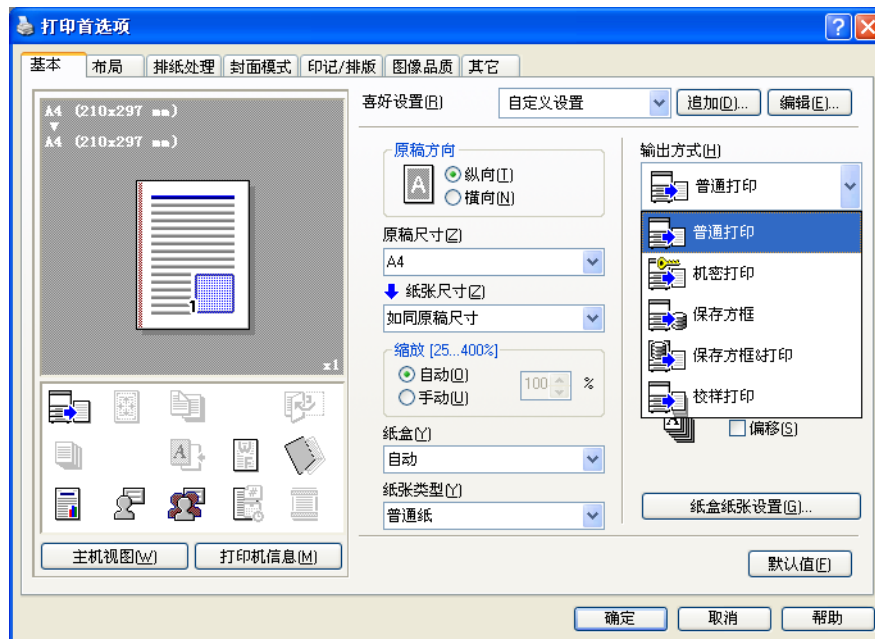 打印首选项
基本 布局 排纸处理 封面模式 印记/排版 图像品质 其它
A4 (210x297 mm)
A4 (210x297 mm)
1
x1
主机视图(W) 打印机信息(M)
喜好设置(R) 自定义设置 追加(D)... 编辑(E)...
原稿方向
A
纵向(T)
横向(N)
原稿尺寸(Z)
A4
纸张尺寸(Z)
如同原稿尺寸
缩放 [25...400%]
自动(O)
手动(U)
100 %
纸盒(Y)
自动
纸张类型(Y)
普通纸
输出方式(H)
普通打印
普通打印
机密打印
保存方框
保存方框&打印
校样打印
偏移(S)
纸盒纸张设置(G)...
默认值(F)
确定 取消 帮助